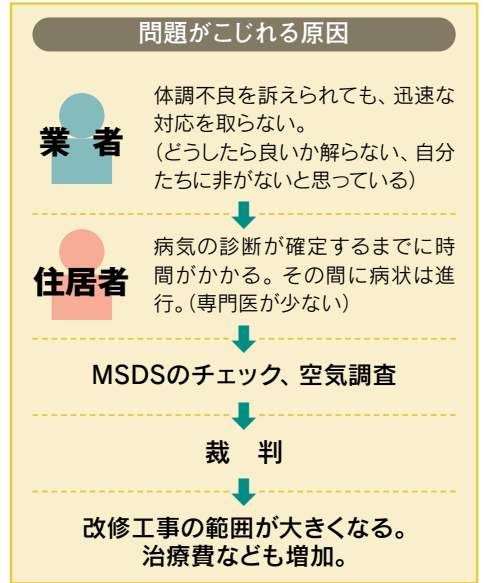 問題がこじれる原因
業者
体調不良を訴えられても、迅速な
対応を取らない。
(どうしたら良いか解らない、自分
たちに非がないと思っている)
住居者
病気の診断が確定するまでに時
間がかかる。その間に病状は進
行。(専門医が少ない)
MSDSのチェック、空気調査
裁　判
改修工事の範囲が大きくなる。
治療費なども増加。